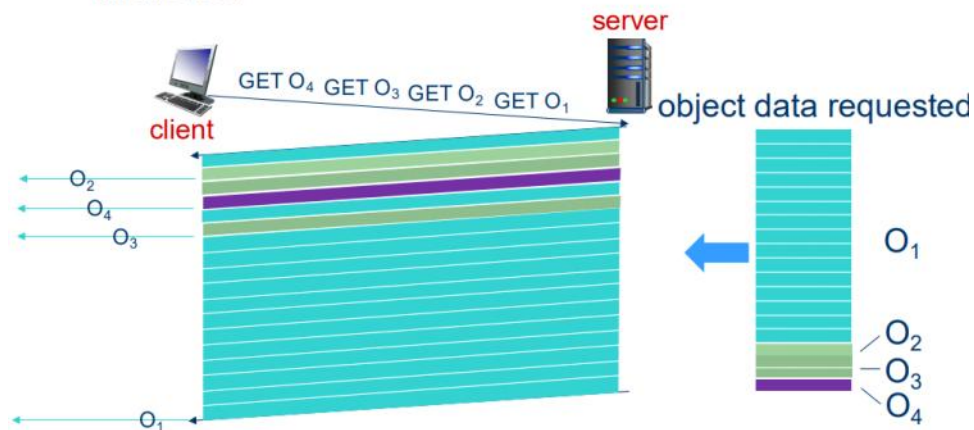 server
GET O₄ GET O₃ GET O₂ GET O₁
client
object data requested
O₂
O₄
O₃
O₁
O₁
O₂
O₃
O₄